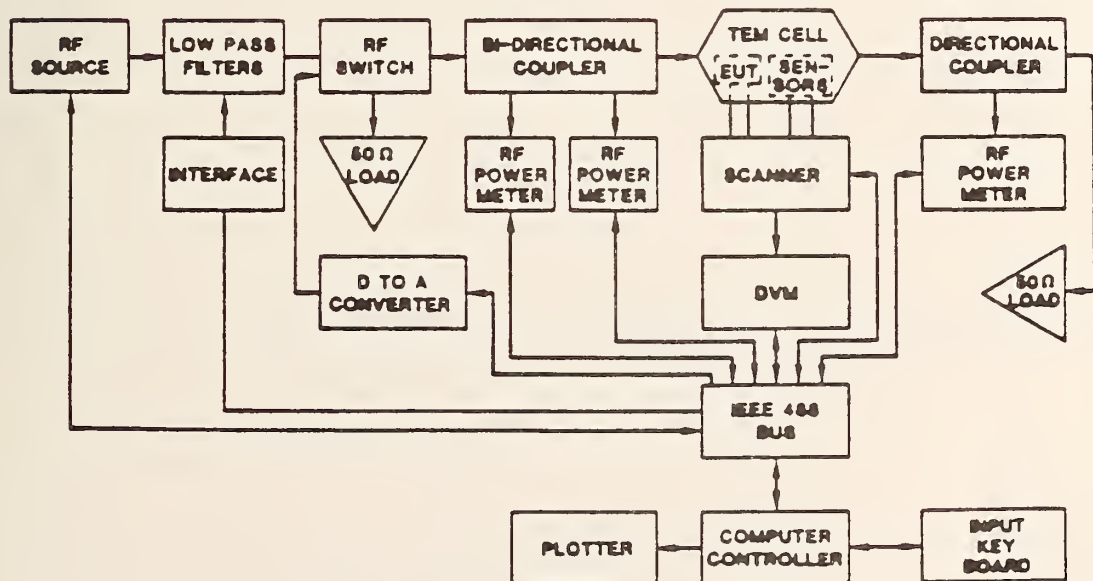 RF
SOURCE
LOW PASS
FILTERS
RF
SWITCH
BI-DIRECTIONAL
COUPLER
TEM CELL
EUT
SEN-
SORS
DIRECTIONAL
COUPLER
INTERFACE
50 Ω
LOAD
RF
POWER
METER
RF
POWER
METER
SCANNER
RF
POWER
METER
D TO A
CONVERTER
DVM
50 Ω
LOAD
IEEE 488
BUS
PLOTTER
COMPUTER
CONTROLLER
INPUT
KEY
BOARD